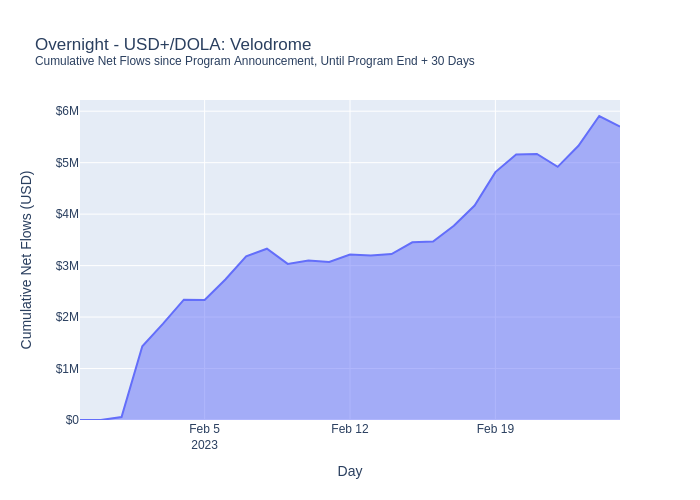 Overnight - USD+/DOLA: Velodrome
Cumulative Net Flows since Program Announcement, Until Program End + 30 Days
Cumulative Net Flows (USD)
$6M
$5M
$4M
$3M
$2M
$1M
$0
Feb 5
2023
Feb 12
Feb 19
Day